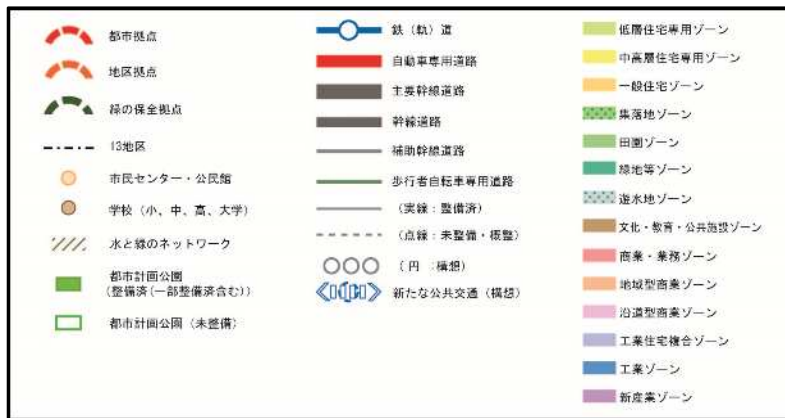 都市拠点
地区拠点
緑の保全拠点
13地区
市民センター・公民館
学校（小、中、高、大学）
水と緑のネットワーク
都市計画公園
（整備済（一部整備済含む））
都市計画公園（未整備）
鉄（軌）道
自動車専用道路
主要幹線道路
幹線道路
補助幹線道路
歩行者自転車専用道路
（実線：整備済）
（点線：未整備・概整）
（円　：構想）
新たな公共交通（構想）
低層住宅専用ゾーン
中高層住宅専用ゾーン
一般住宅ゾーン
集落地ゾーン
田園ゾーン
緑地等ゾーン
遊水地ゾーン
文化・教育・公共施設ゾーン
商業・業務ゾーン
地域型商業ゾーン
沿道型商業ゾーン
工業住宅複合ゾーン
工業ゾーン
新産業ゾーン